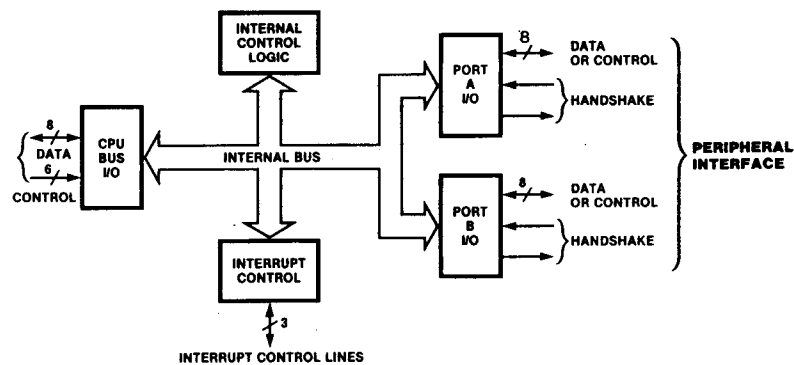 INTERNAL
CONTROL
LOGIC
8
DATA
OR CONTROL
PORT
A
I/O
HANDSHAKE
8
DATA
6
CONTROL
CPU
BUS
I/O
INTERNAL BUS
PERIPHERAL
INTERFACE
8
DATA
OR CONTROL
PORT
B
I/O
HANDSHAKE
INTERRUPT
CONTROL
3
INTERRUPT CONTROL LINES